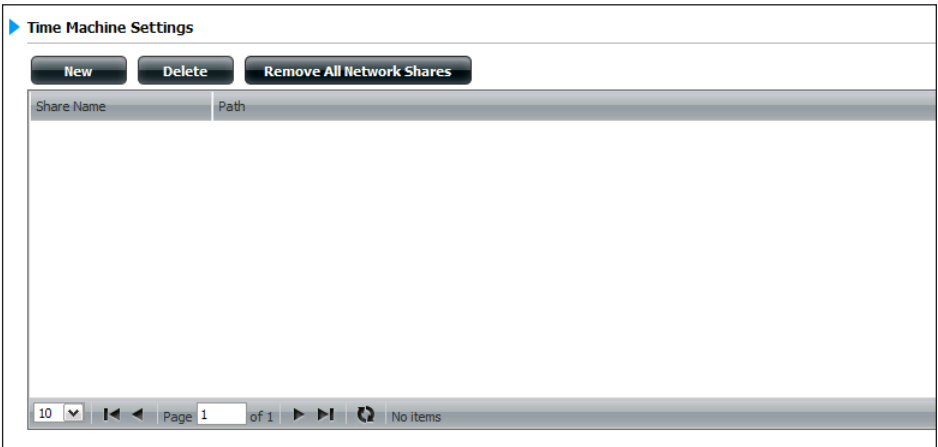 Time Machine Settings
New Delete Remove All Network Shares
Share Name Path
10 Page 1 of 1 No items